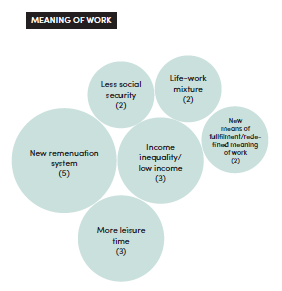 MEANING OF WORK
Less social
security
(2)
Life-work
mixture
(2)
New
means of
fullfilment/rede-
fined meaning
of work
(2)
New remenuation
system
(5)
Income
inequality/
low income
(3)
More leisure
time
(3)